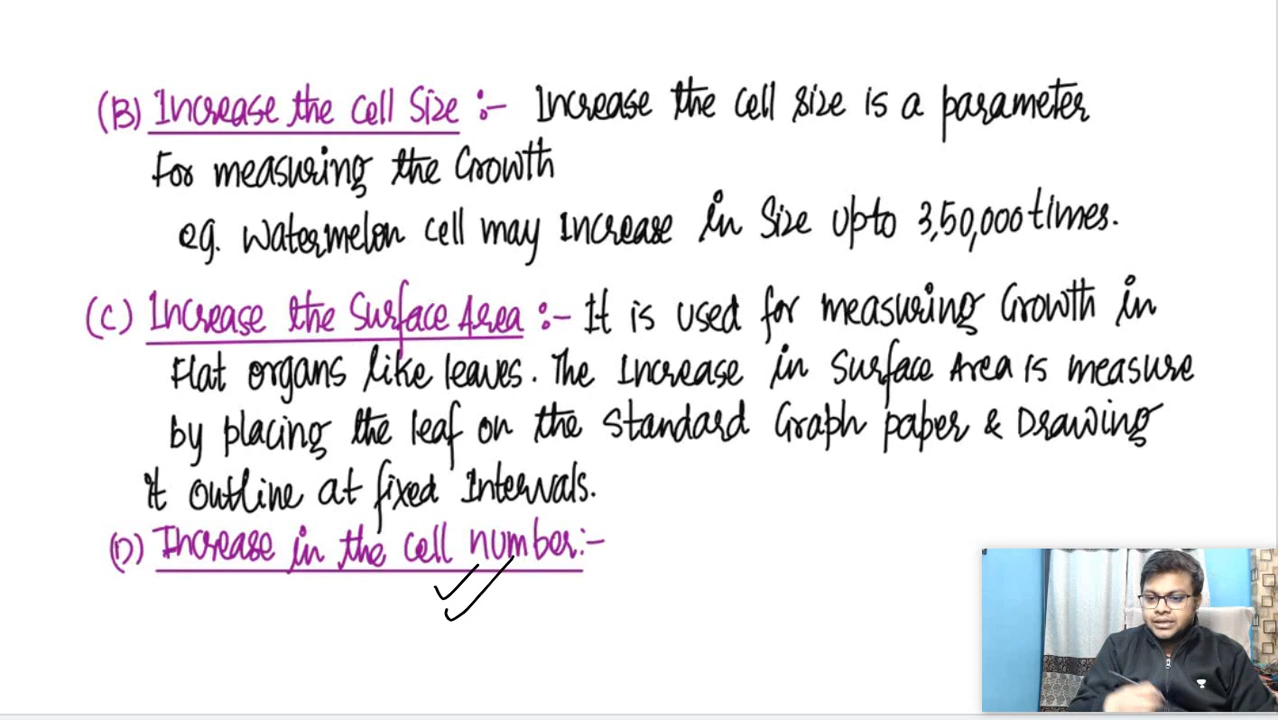 (B) Increase the Cell Size :- Increase the cell size is a parameter
For measuring the Growth
eg. Watermelon cell may Increase in Size upto 3,50,000 times.
(C) Increase the Surface Area :- It is used for measuring Growth in
Flat organs like leaves. The Increase in Surface Area is measure
by placing the leaf on the Standard Graph paper & Drawing
it outline at fixed Intervals.
(D) Increase in the cell number:-